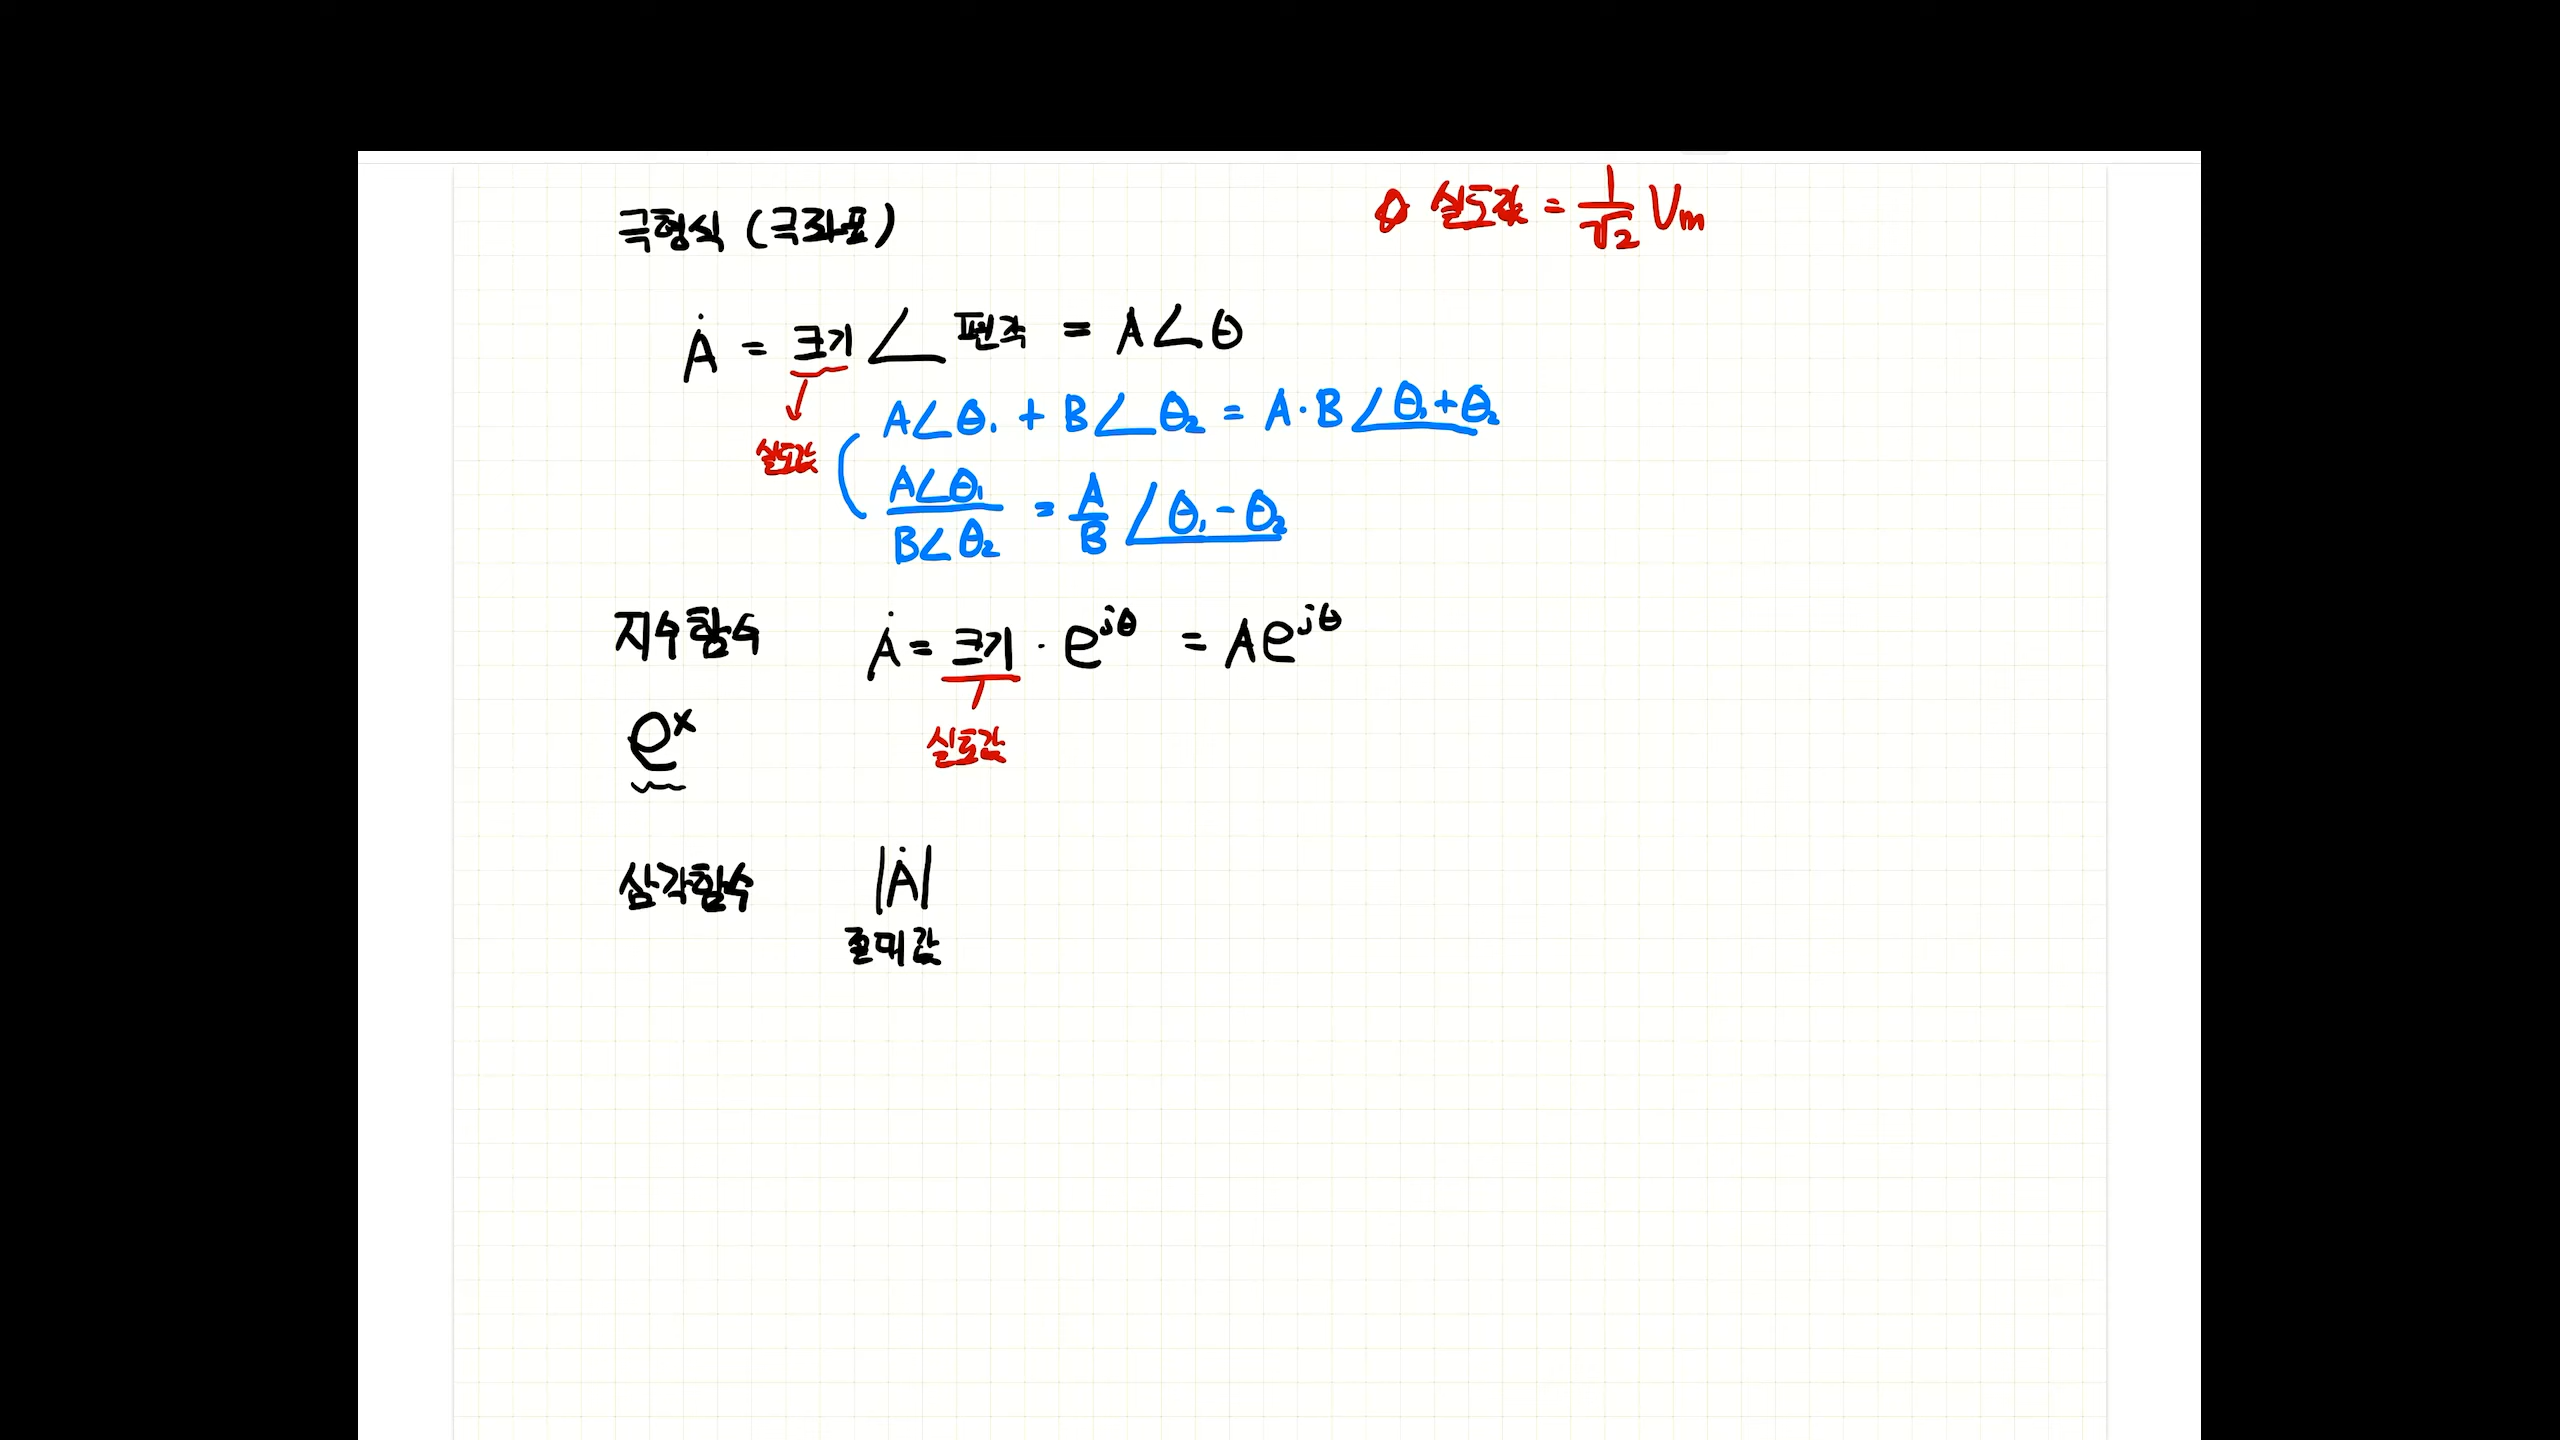 극형식 (극좌표)
실효값 = 1/√2 Vm
Ȧ = 크기 ∠ 편각 = A∠θ
실효값
A∠θ₁ + B∠θ₂ = A·B∠θ₁+θ₂
A∠θ₁ / B∠θ₂ = A/B ∠θ₁-θ₂
지수함수 Ȧ = 크기 · e^jθ = Ae^jθ
e^x
실효값
삼각함수 |Ȧ|
절대값